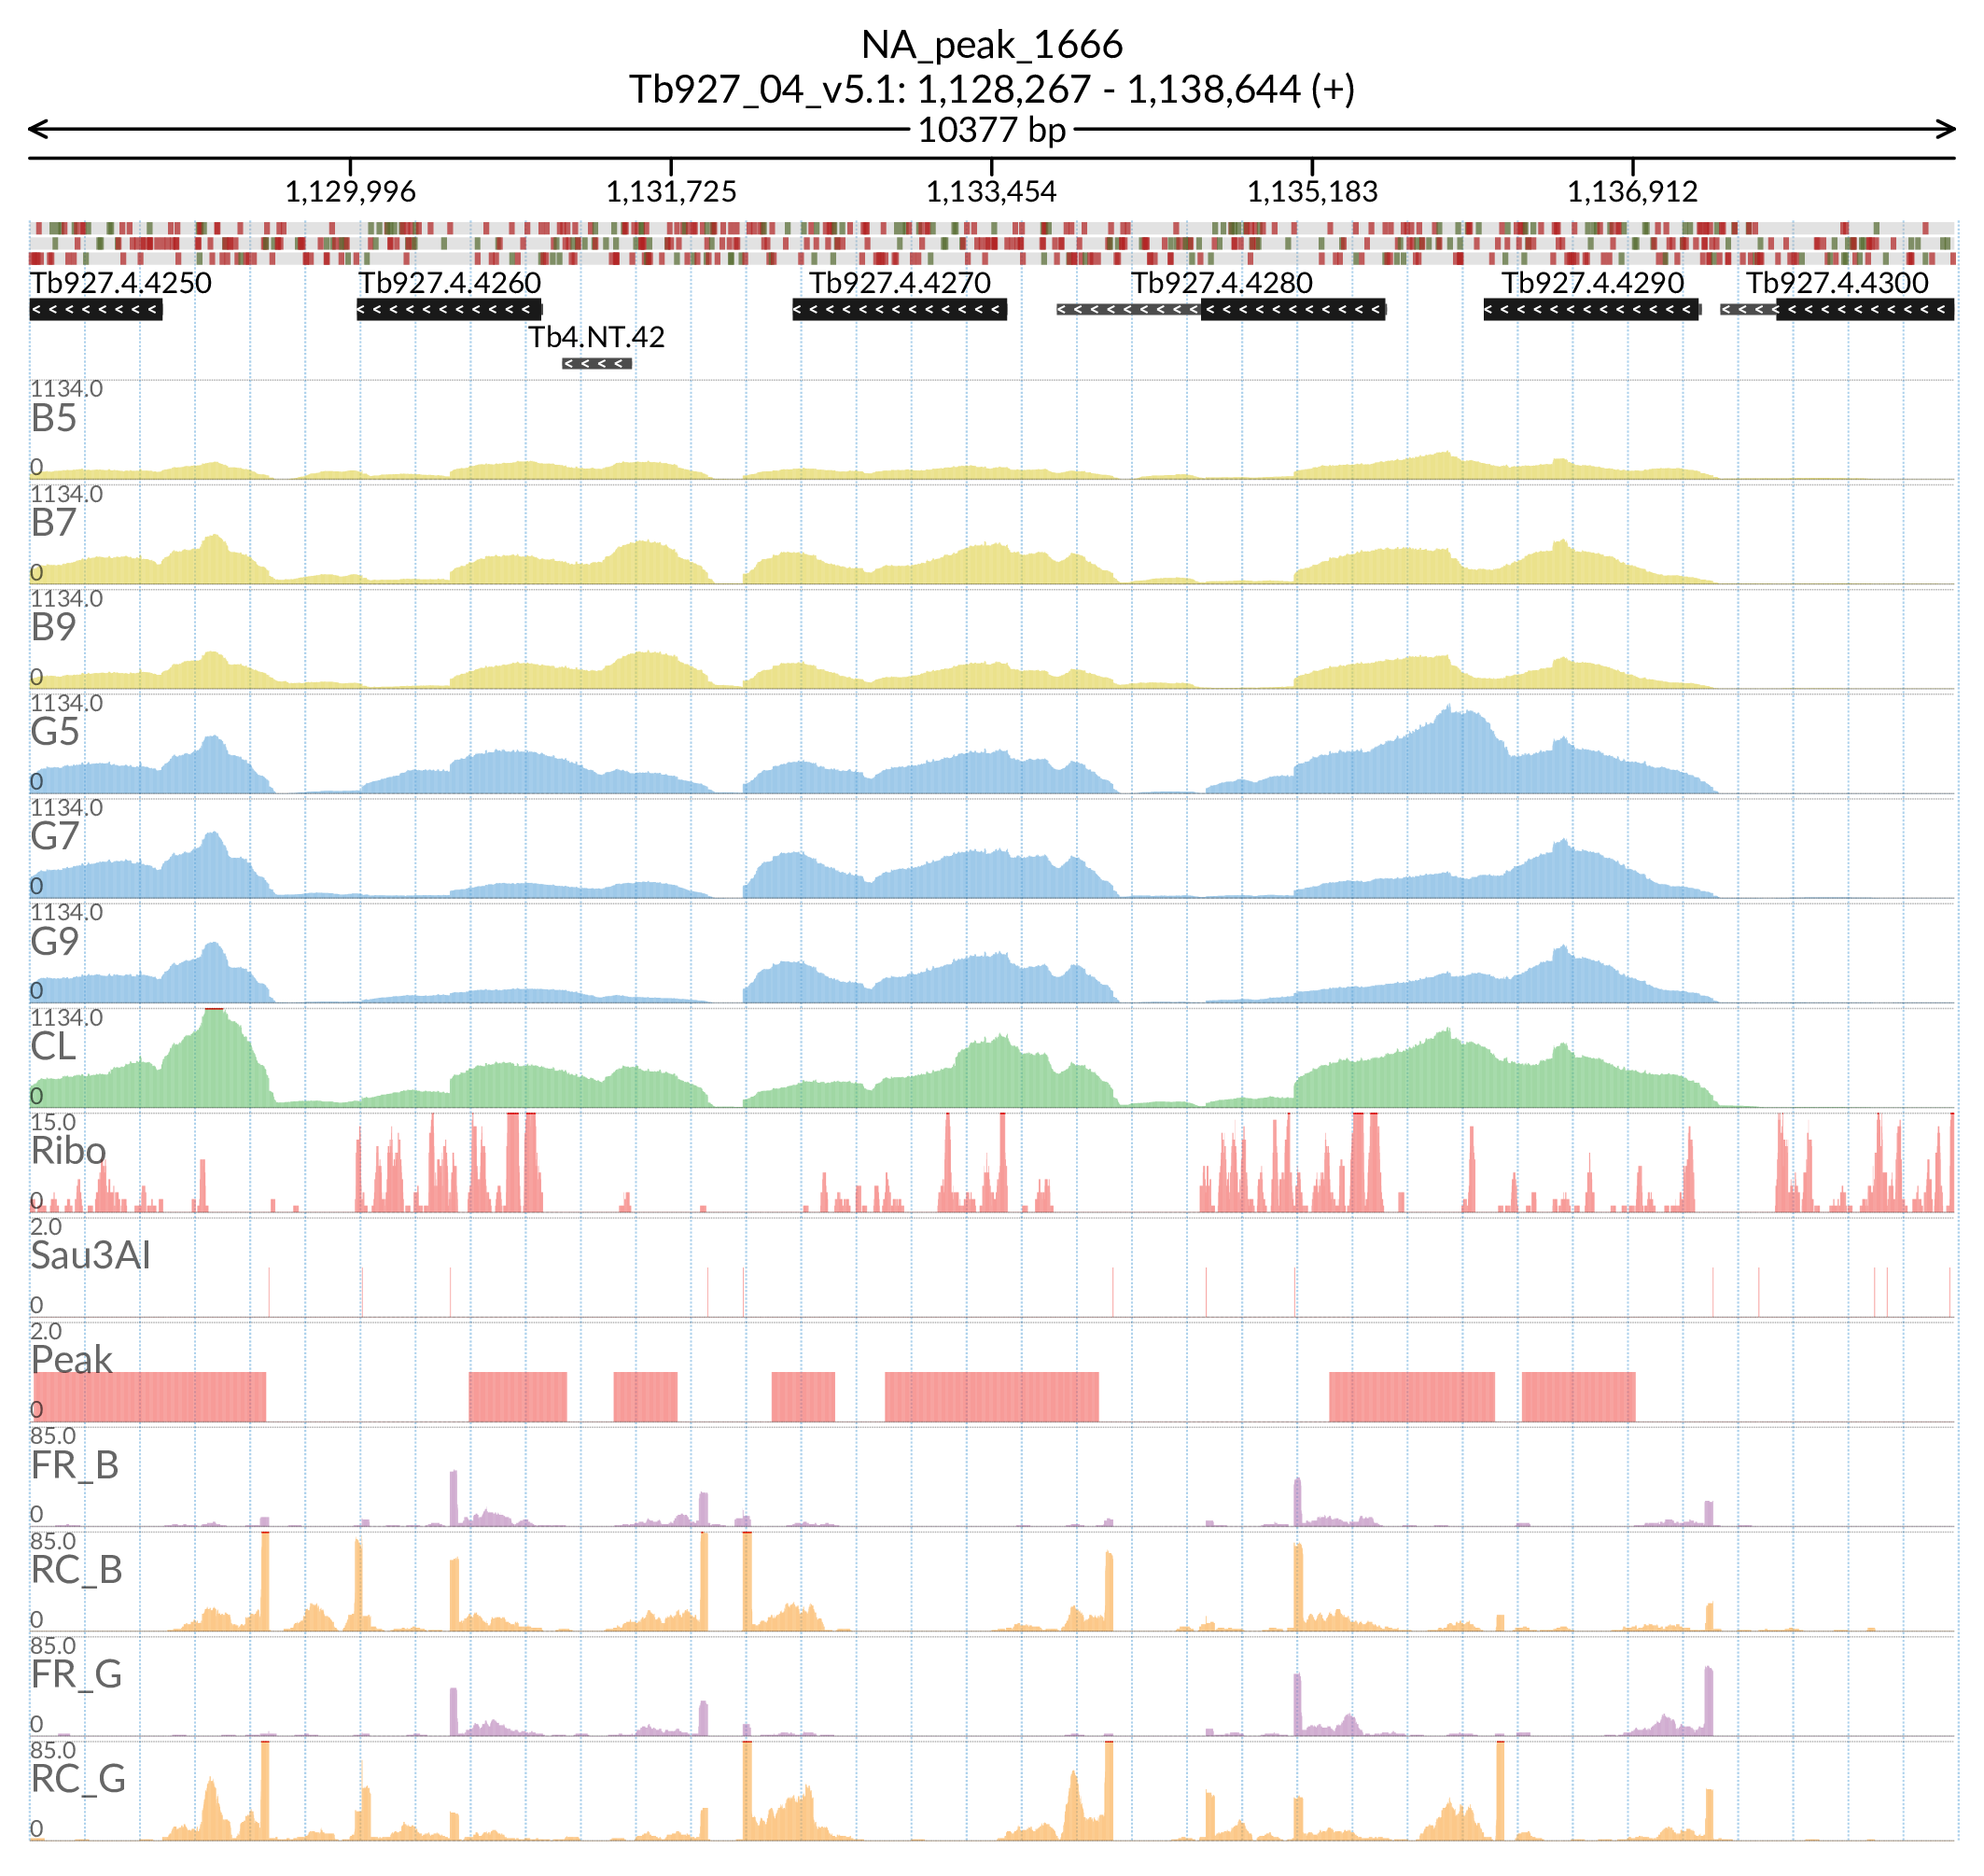 NA_peak_1666
Tb927_04_v5.1: 1,128,267 - 1,138,644 (+)
10377 bp
1,129,996 1,131,725 1,133,454 1,135,183 1,136,912
Tb927.4.4250 Tb927.4.4260 Tb927.4.4270 Tb927.4.4280 Tb927.4.4290 Tb927.4.4300
Tb4.NT.42
1134.0
B5
0
1134.0
B7
0
1134.0
B9
0
1134.0
G5
0
1134.0
G7
0
1134.0
G9
0
1134.0
CL
0
15.0
Ribo
0
2.0
Sau3AI
0
2.0
Peak
0
85.0
FR_B
0
85.0
RC_B
0
85.0
FR_G
0
85.0
RC_G
0